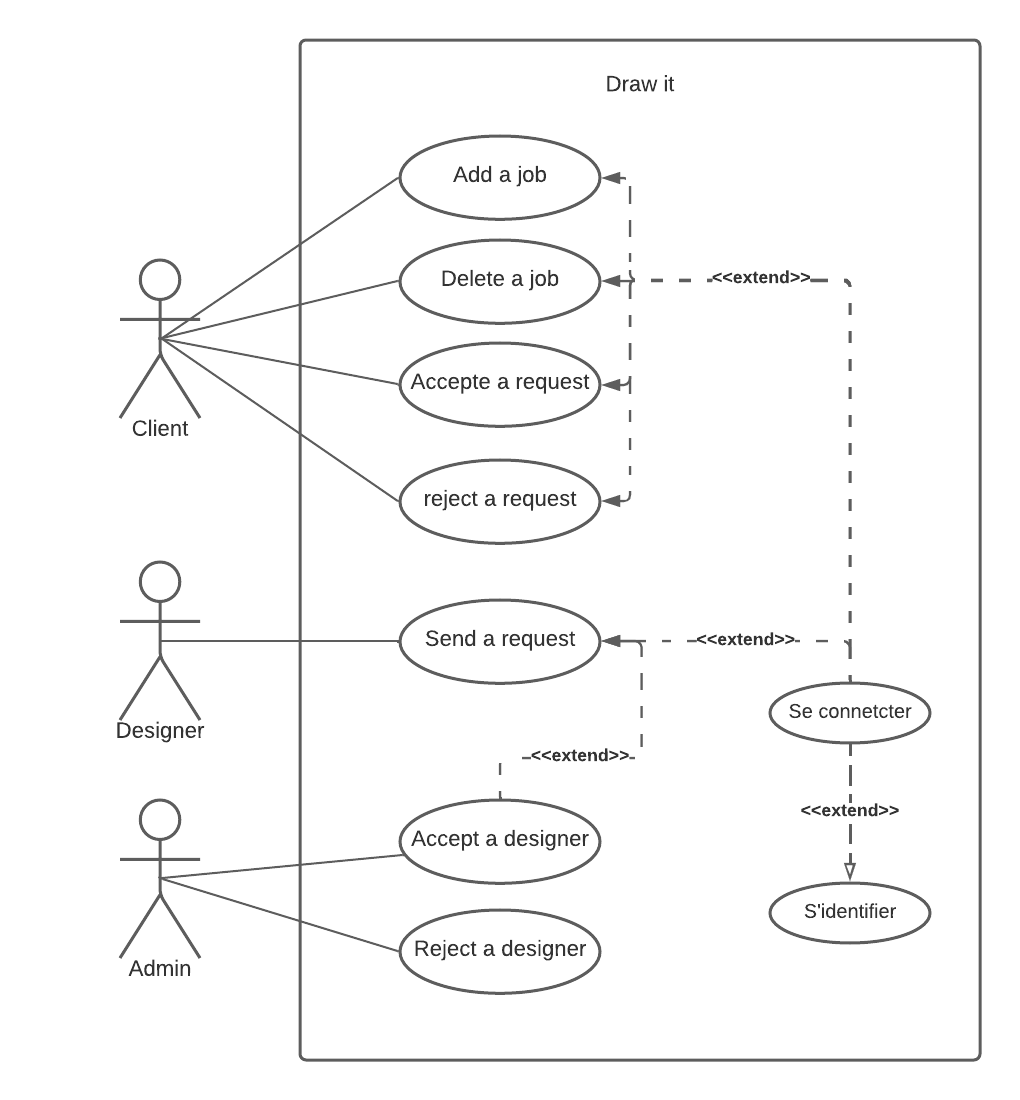 Draw it
Add a job
Delete a job
<<extend>>
Accepte a request
Client
reject a request
Send a request
<<extend>>
Designer
Se connetcter
<<extend>>
<<extend>>
Accept a designer
S'identifier
Reject a designer
Admin